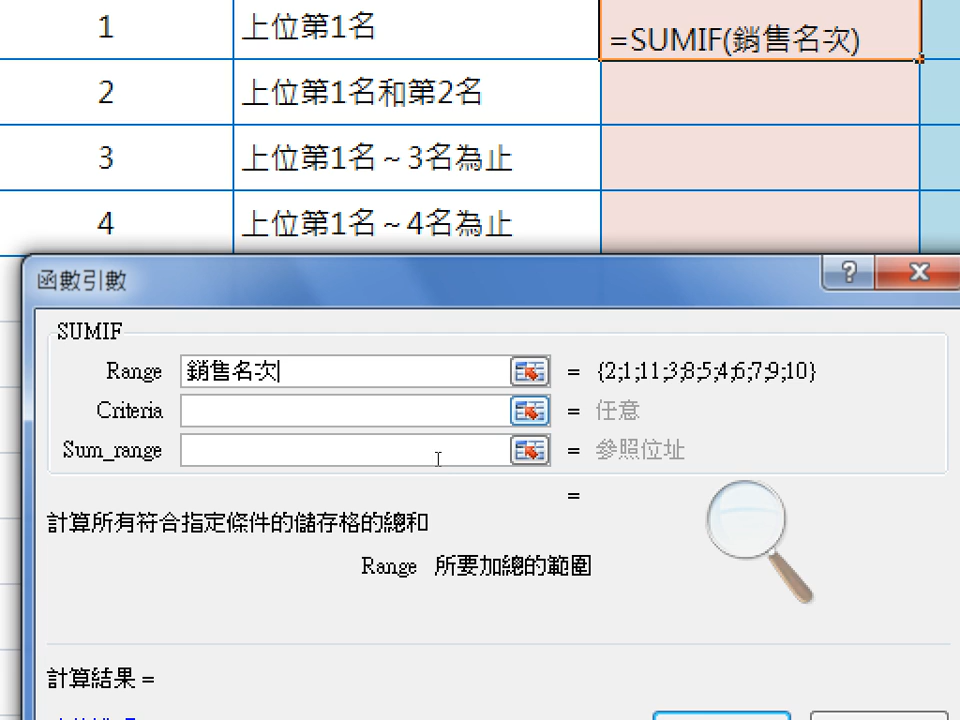 1 上位第1名 =SUMIF(銷售名次)
2 上位第1名和第2名
3 上位第1名～3名為止
4 上位第1名～4名為止
函數引數 ?
SUMIF
Range 銷售名次 = {2;1;11;3;8;5;4;6;7;9;10}
Criteria = 任意
Sum_range = 參照位址
=
計算所有符合指定條件的儲存格的總和
Range 所要加總的範圍
計算結果 =